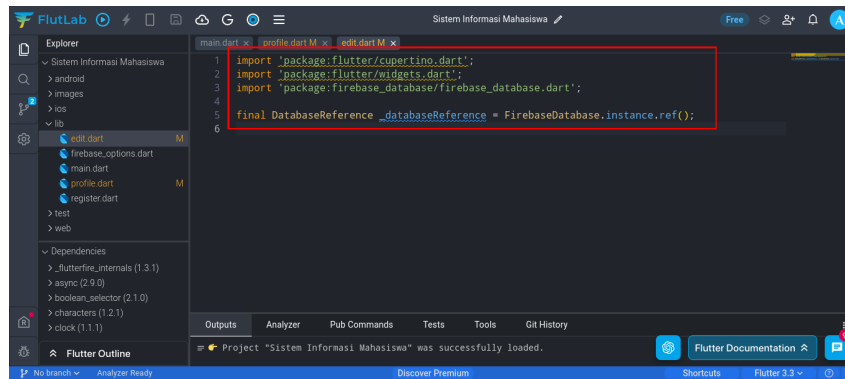 FlutLab
Sistem Informasi Mahasiswa
Free
A
Explorer
main.dart ×
profile.dart M ×
edit.dart M ×
Sistem Informasi Mahasiswa
> android
> images
> ios
lib
edit.dart M
firebase_options.dart
main.dart
profile.dart M
register.dart
> test
> web
2
1 import 'package:flutter/cupertino.dart';
2 import 'package:flutter/widgets.dart';
3 import 'package:firebase_database/firebase_database.dart';
4
5 final DatabaseReference _databaseReference = FirebaseDatabase.instance.ref();
6
Dependencies
> _flutterfire_internals (1.3.1)
> async (2.9.0)
> boolean_selector (2.1.0)
> characters (1.2.1)
> clock (1.1.1)
Flutter Outline
Outputs Analyzer Pub Commands Tests Tools Git History
Project "Sistem Informasi Mahasiswa" was successfully loaded.
Flutter Documentation
No branch Analyzer Ready Discover Premium Shortcuts Flutter 3.3